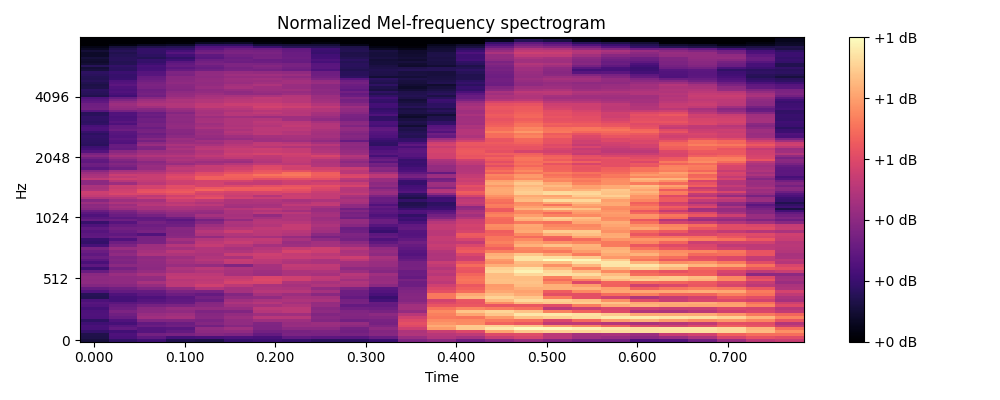 Normalized Mel-frequency spectrogram
+1 dB
4096
+1 dB
2048
+1 dB
Hz
1024
+0 dB
512
+0 dB
0
+0 dB
0.000 0.100 0.200 0.300 0.400 0.500 0.600 0.700
Time